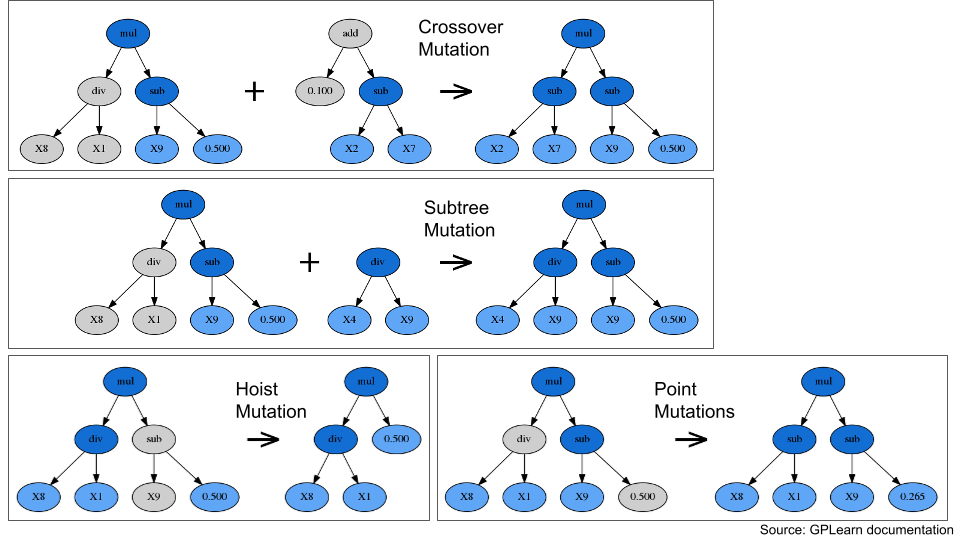 Crossover
Mutation
mul
add
mul
div
sub
+
0.100
sub
sub
sub
X8
X1
X9
0.500
X2
X7
X2
X7
X9
0.500
Subtree
Mutation
mul
mul
div
sub
+
div
div
sub
X8
X1
X9
0.500
X4
X9
X4
X9
X9
0.500
Hoist
Mutation
mul
mul
div
sub
div
0.500
X8
X1
X9
0.500
X8
X1
Point
Mutations
mul
mul
div
sub
sub
sub
X8
X1
X9
0.500
X8
X1
X9
0.265
Source: GPLearn documentation